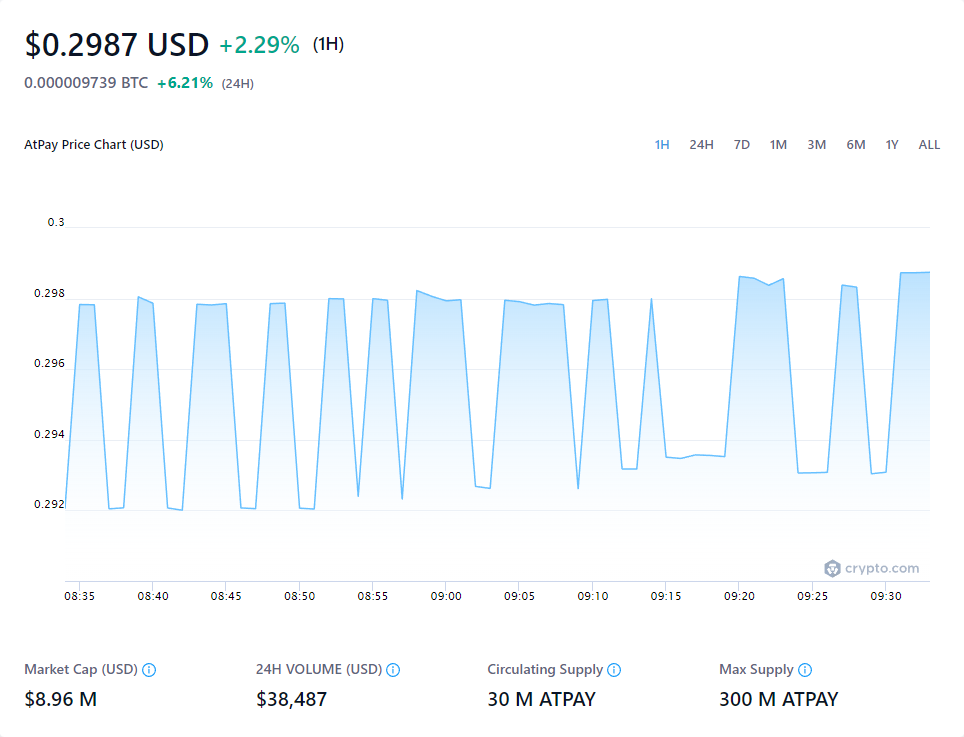 $0.2987 USD +2.29% (1H)
0.000009739 BTC +6.21% (24H)
AtPay Price Chart (USD) 1H 24H 7D 1M 3M 6M 1Y ALL
0.3
0.298
0.296
0.294
0.292
crypto.com
08:35 08:40 08:45 08:50 08:55 09:00 09:05 09:10 09:15 09:20 09:25 09:30
Market Cap (USD) 24H VOLUME (USD) Circulating Supply Max Supply
$8.96 M $38,487 30 M ATPAY 300 M ATPAY